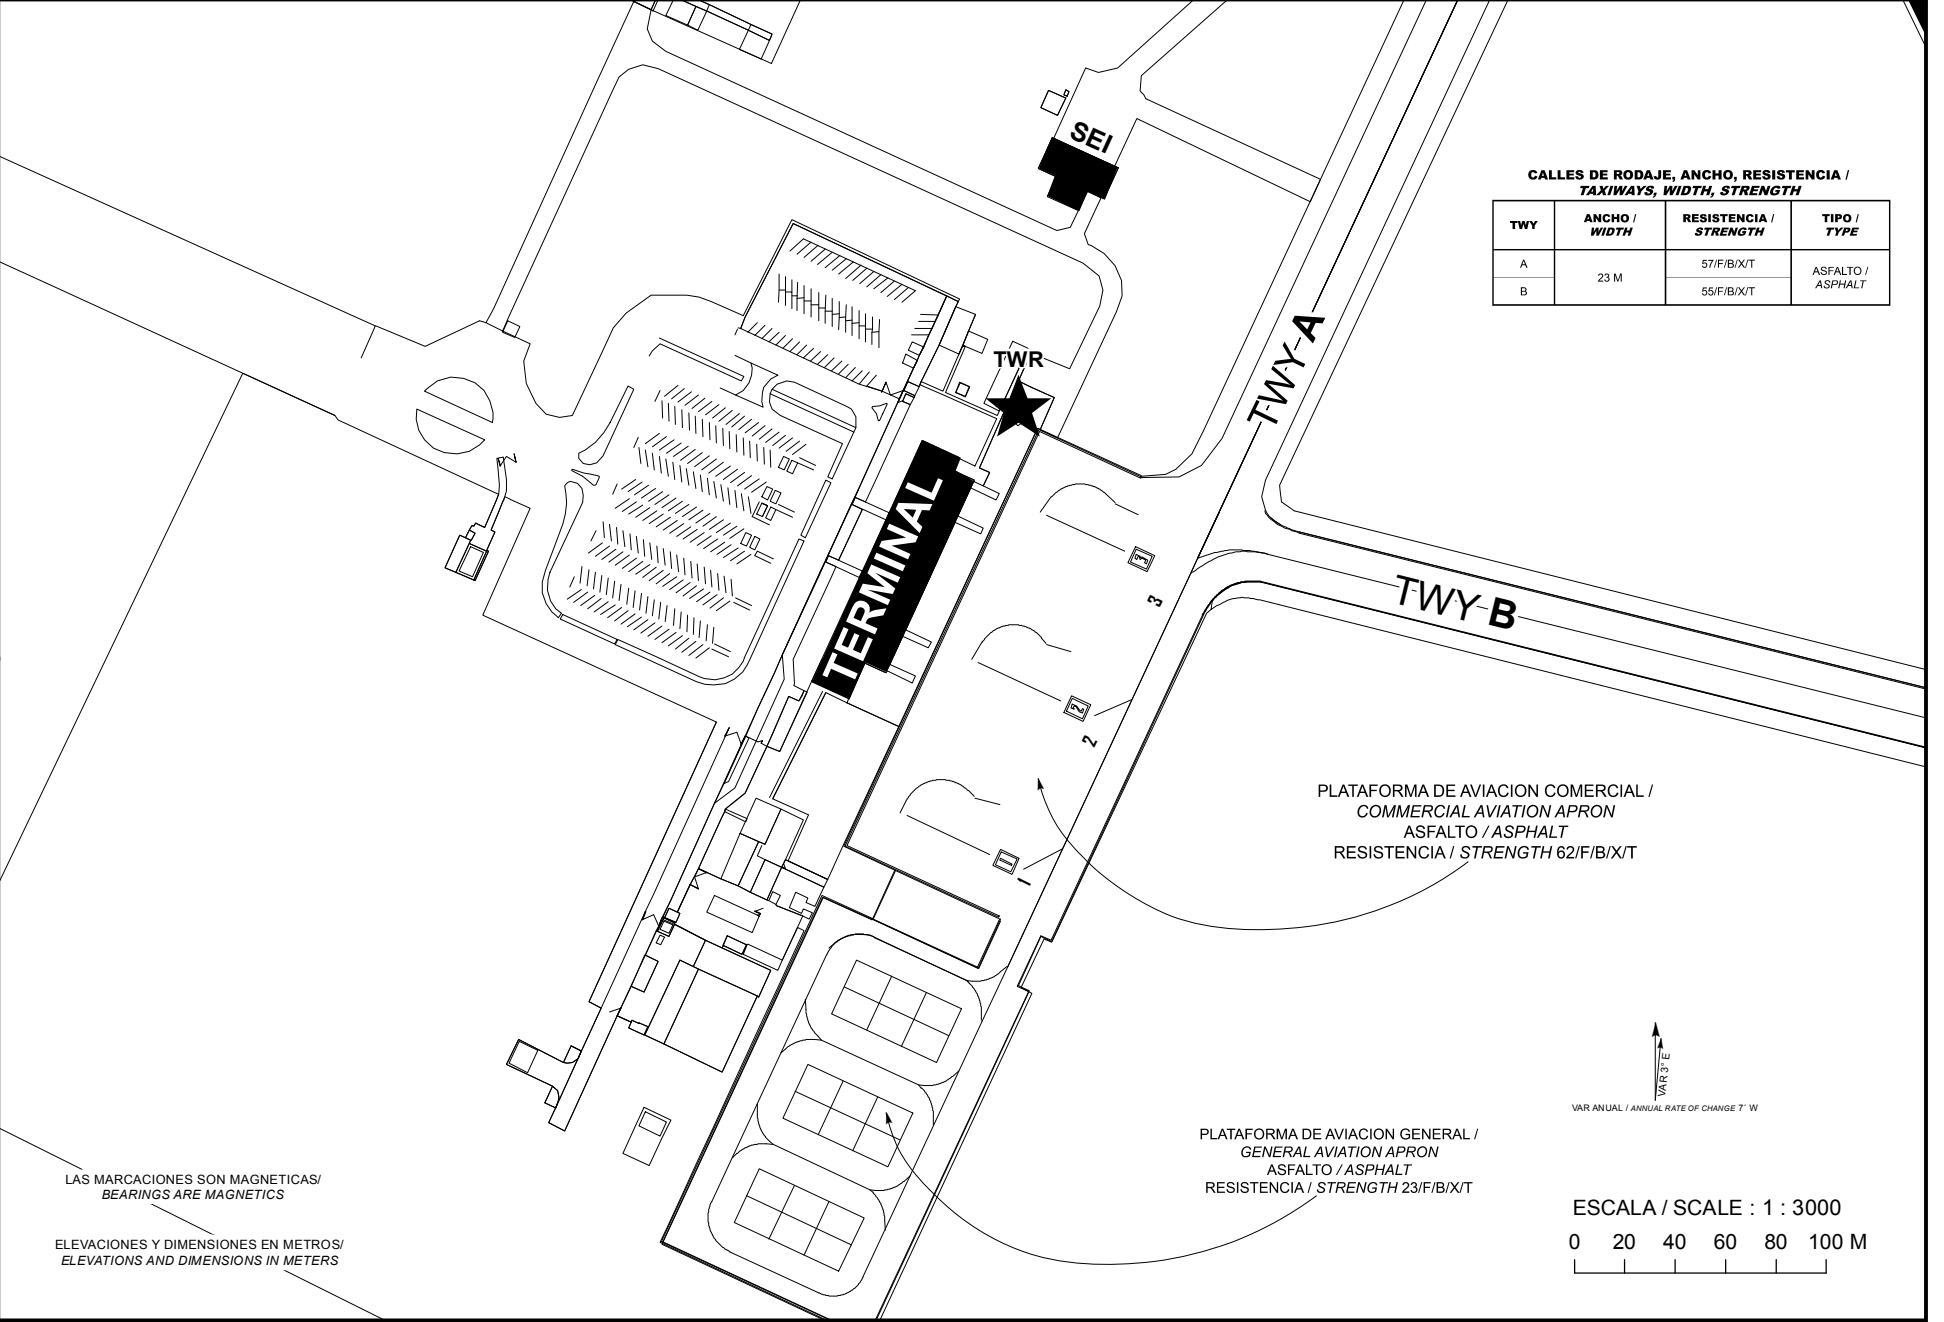 SEI
CALLES DE RODAJE, ANCHO, RESISTENCIA /
TAXIWAYS, WIDTH, STRENGTH
TWY
ANCHO /
WIDTH
RESISTENCIA /
STRENGTH
TIPO /
TYPE
A
23 M
57/F/B/X/T
ASFALTO /
ASPHALT
B
55/F/B/X/T
TWR
TWY A
TERMINAL
3
3
TWY B
2
2
1
1
PLATAFORMA DE AVIACION COMERCIAL /
COMMERCIAL AVIATION APRON
ASFALTO / ASPHALT
RESISTENCIA / STRENGTH 62/F/B/X/T
VAR 3° E
VAR ANUAL / ANNUAL RATE OF CHANGE 7´ W
PLATAFORMA DE AVIACION GENERAL /
GENERAL AVIATION APRON
ASFALTO / ASPHALT
RESISTENCIA / STRENGTH 23/F/B/X/T
LAS MARCACIONES SON MAGNETICAS/
BEARINGS ARE MAGNETICS
ELEVACIONES Y DIMENSIONES EN METROS/
ELEVATIONS AND DIMENSIONS IN METERS
ESCALA / SCALE : 1 : 3000
0 20 40 60 80 100 M